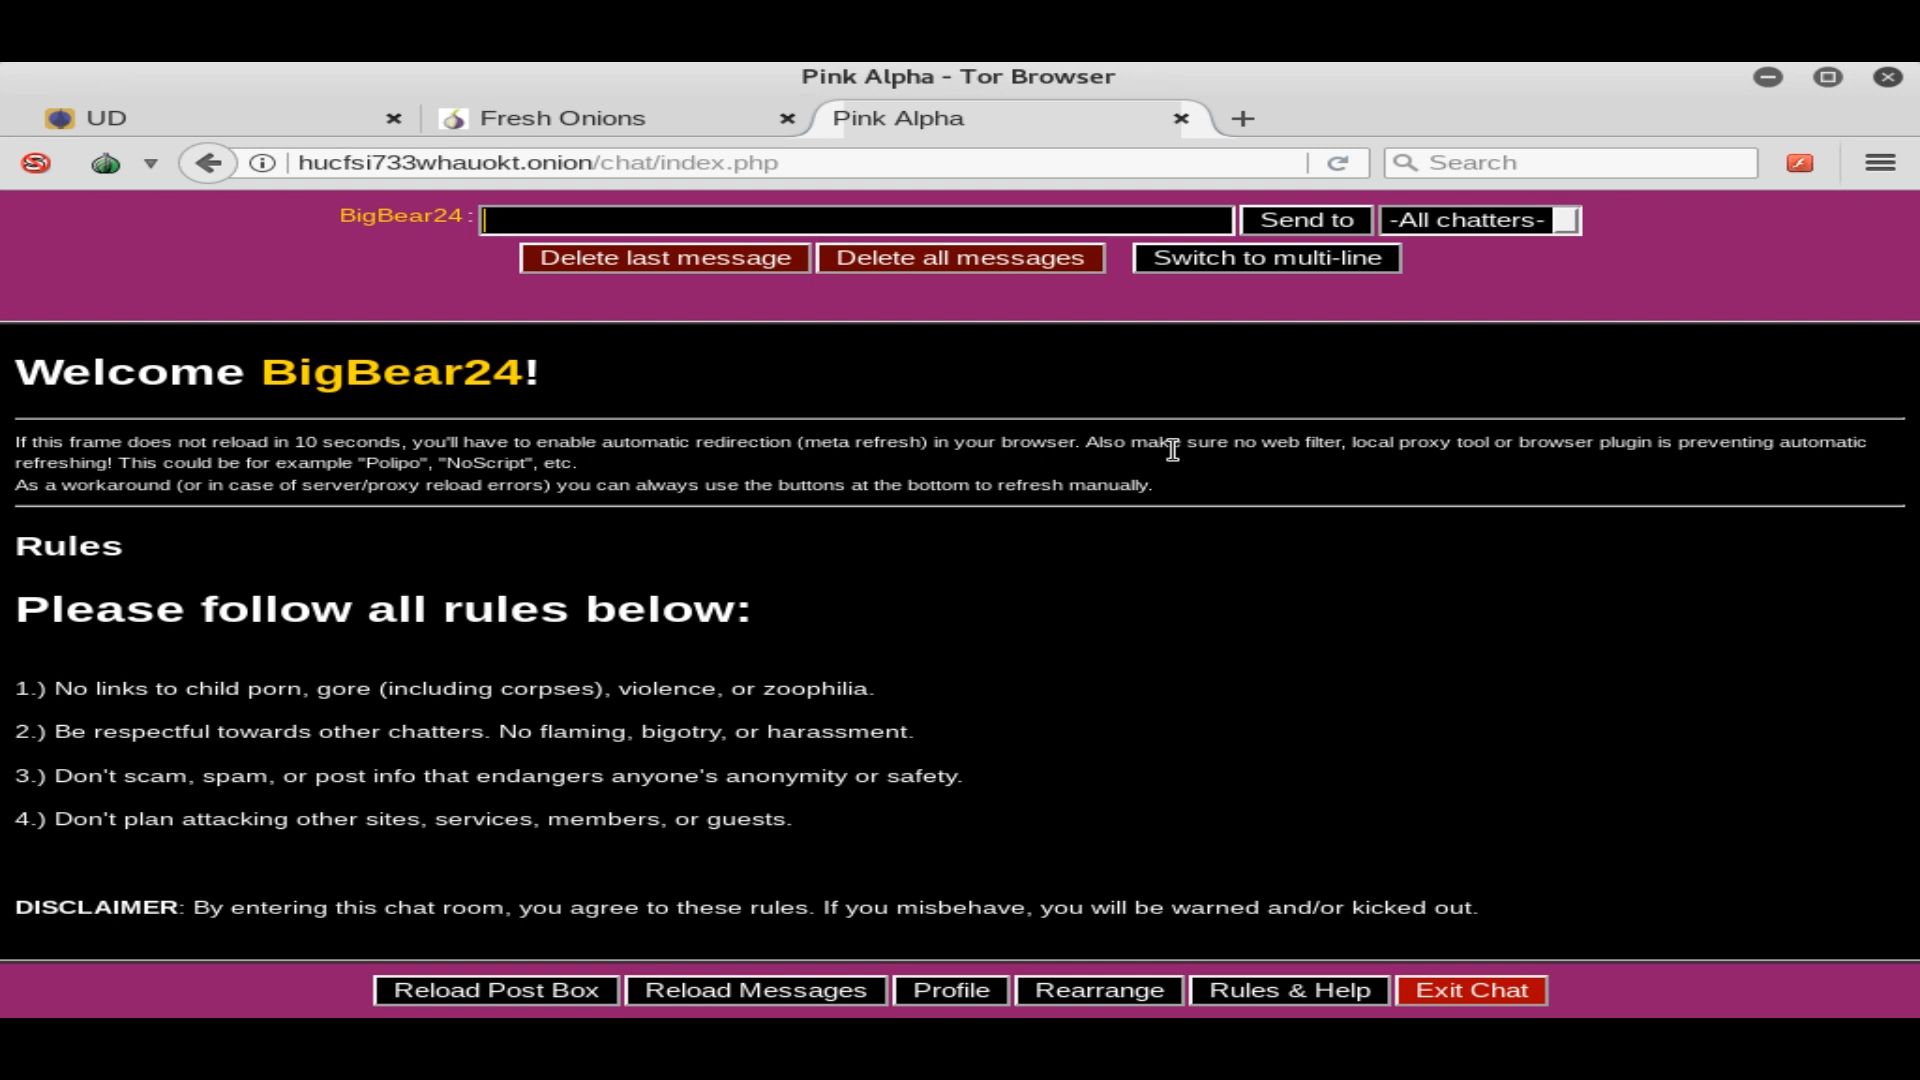 Pink Alpha - Tor Browser
UD
Fresh Onions
Pink Alpha
hucfsi733whauokt.onion/chat/index.php
Search
BigBear24 :
Send to
-All chatters-
Delete last message
Delete all messages
Switch to multi-line
Welcome BigBear24!
If this frame does not reload in 10 seconds, you'll have to enable automatic redirection (meta refresh) in your browser. Also make sure no web filter, local proxy tool or browser plugin is preventing automatic
refreshing! This could be for example "Polipo", "NoScript", etc.
As a workaround (or in case of server/proxy reload errors) you can always use the buttons at the bottom to refresh manually.
Rules
Please follow all rules below:
1.) No links to child porn, gore (including corpses), violence, or zoophilia.
2.) Be respectful towards other chatters. No flaming, bigotry, or harassment.
3.) Don't scam, spam, or post info that endangers anyone's anonymity or safety.
4.) Don't plan attacking other sites, services, members, or guests.
DISCLAIMER: By entering this chat room, you agree to these rules. If you misbehave, you will be warned and/or kicked out.
Reload Post Box
Reload Messages
Profile
Rearrange
Rules & Help
Exit Chat